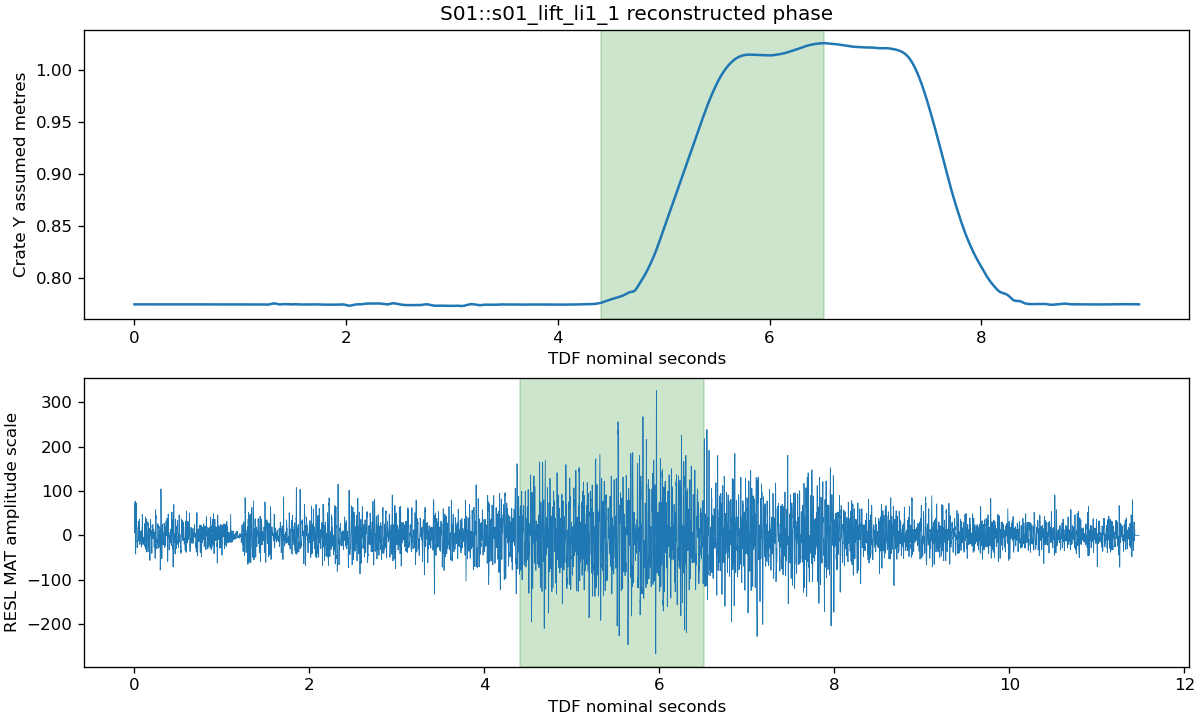 S01::s01_lift_li1_1 reconstructed phase
Crate Y assumed metres
1.00
0.95
0.90
0.85
0.80
0 2 4 6 8
TDF nominal seconds
RESL MAT amplitude scale
300
200
100
0
−100
−200
0 2 4 6 8 10 12
TDF nominal seconds